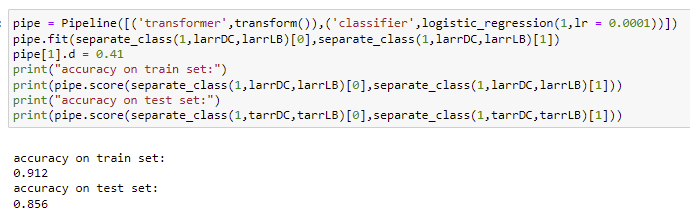 pipe = Pipeline([('transformer',transform()),('classifier',logistic_regression(1,lr = 0.0001))])
pipe.fit(separate_class(1,larrDC,larrLB)[0],separate_class(1,larrDC,larrLB)[1])
pipe[1].d = 0.41
print("accuracy on train set:")
print(pipe.score(separate_class(1,larrDC,larrLB)[0],separate_class(1,larrDC,larrLB)[1]))
print("accuracy on test set:")
print(pipe.score(separate_class(1,tarrDC,tarrLB)[0],separate_class(1,tarrDC,tarrLB)[1]))
accuracy on train set:
0.912
accuracy on test set:
0.856